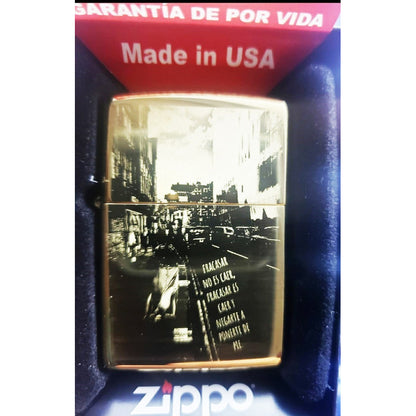 GARANTÍA DE POR VIDA
Made in USA
FRACASAR
NO ES CAER,
FRACASAR ES
CAER Y
NEGARTE A
PONERTE DE
PIE
zippo